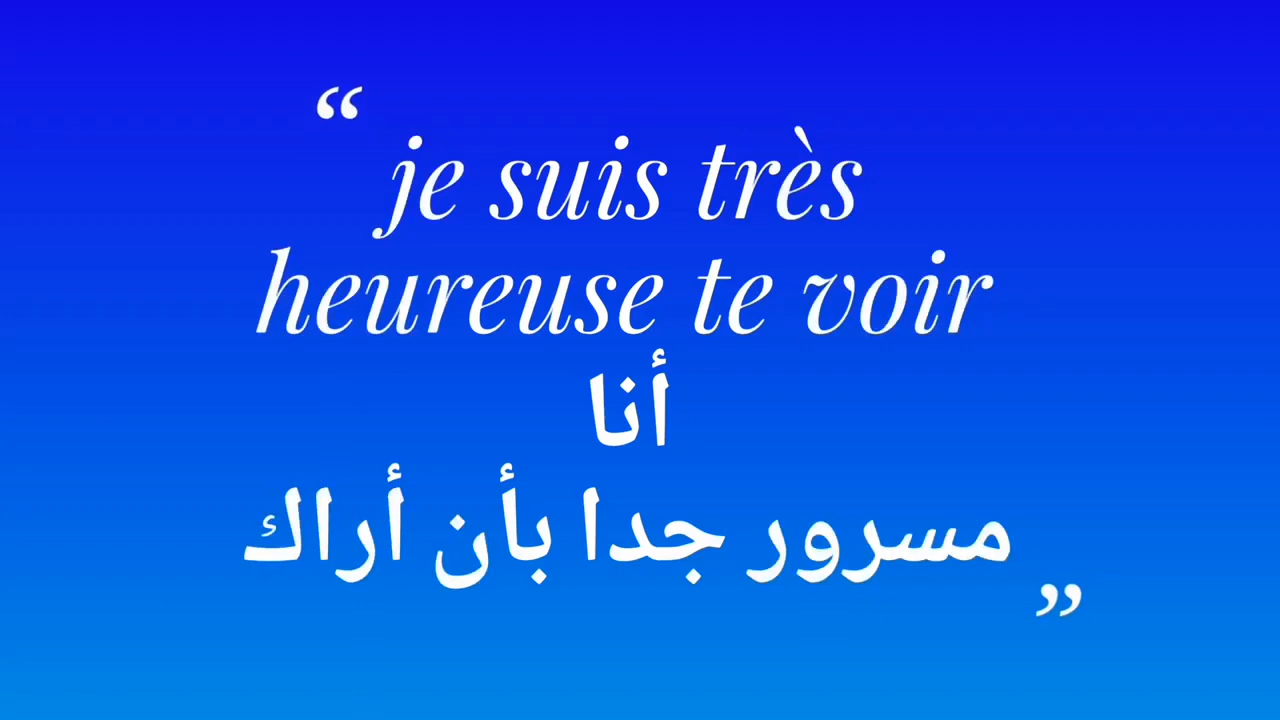 “ je suis très
heureuse te voir
أنا
مسرور جدا بأن أراك ”